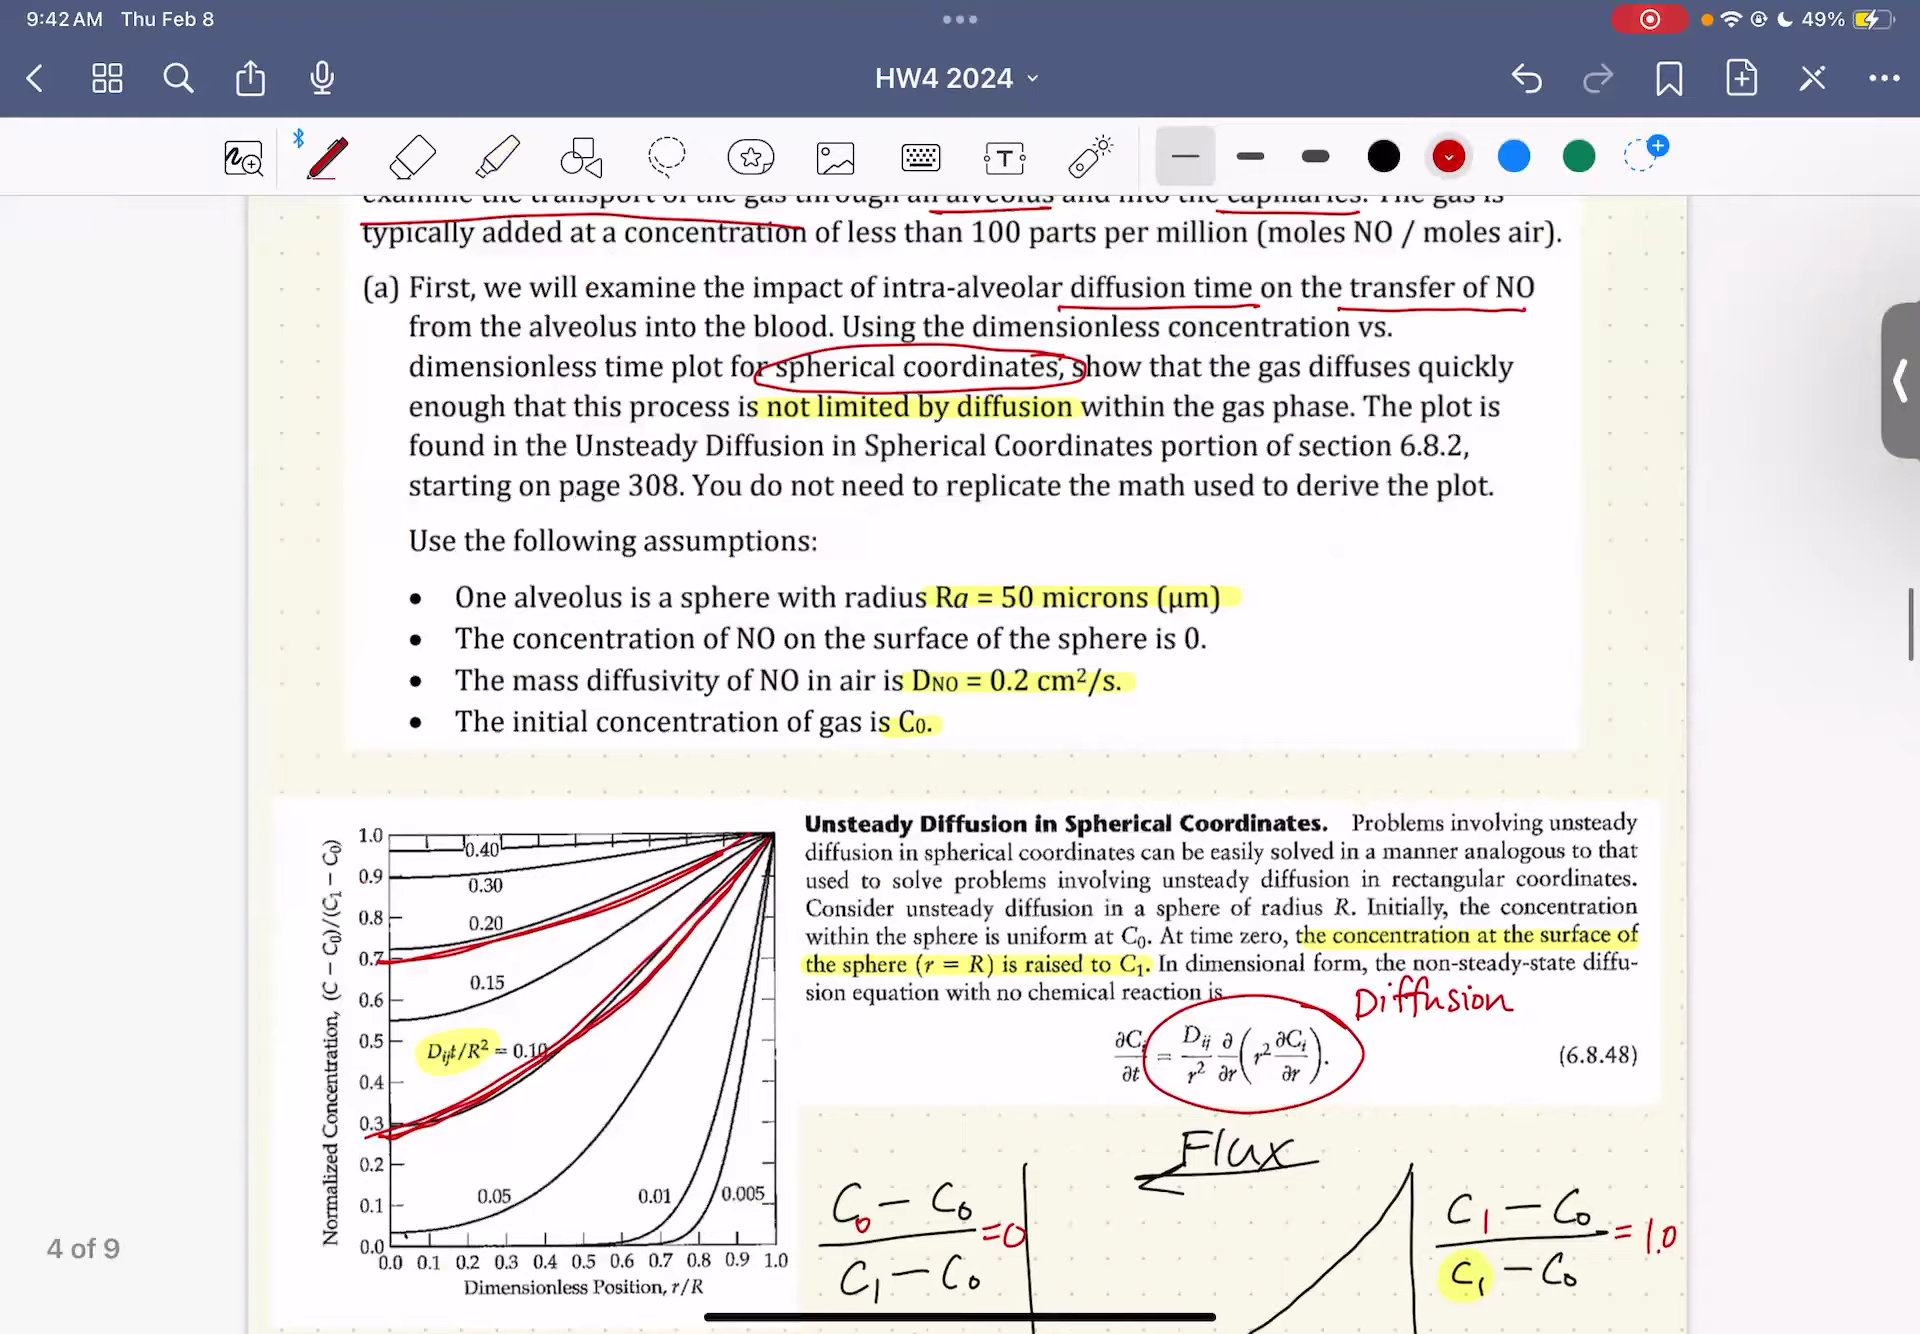 9:42 AM Thu Feb 8
49%
HW4 2024
examine the transport of the gas through an alveolus and into the capillaries. The gas is
typically added at a concentration of less than 100 parts per million (moles NO / moles air).
(a) First, we will examine the impact of intra-alveolar diffusion time on the transfer of NO
from the alveolus into the blood. Using the dimensionless concentration vs.
dimensionless time plot for spherical coordinates, show that the gas diffuses quickly
enough that this process is not limited by diffusion within the gas phase. The plot is
found in the Unsteady Diffusion in Spherical Coordinates portion of section 6.8.2,
starting on page 308. You do not need to replicate the math used to derive the plot.
Use the following assumptions:
• One alveolus is a sphere with radius Ra = 50 microns (μm)
• The concentration of NO on the surface of the sphere is 0.
• The mass diffusivity of NO in air is DNO = 0.2 cm²/s.
• The initial concentration of gas is C₀.
Normalized Concentration, (C − C₀)/(C₁ − C₀)
1.0
0.9
0.8
0.7
0.6
0.5
0.4
0.3
0.2
0.1
0.0
0.40
0.30
0.20
0.15
Dijt/R² = 0.10
0.05 0.01 0.005
0.0 0.1 0.2 0.3 0.4 0.5 0.6 0.7 0.8 0.9 1.0
Dimensionless Position, r/R
Unsteady Diffusion in Spherical Coordinates. Problems involving unsteady
diffusion in spherical coordinates can be easily solved in a manner analogous to that
used to solve problems involving unsteady diffusion in rectangular coordinates.
Consider unsteady diffusion in a sphere of radius R. Initially, the concentration
within the sphere is uniform at C₀. At time zero, the concentration at the surface of
the sphere (r = R) is raised to C₁. In dimensional form, the non-steady-state diffu-
sion equation with no chemical reaction is
Diffusion
∂Ci/∂t = Dij/r² ∂/∂r (r² ∂Ci/∂r). (6.8.48)
Flux
C₀ − C₀ / C₁ − C₀ = 0
C₁ − C₀ / C₁ − C₀ = 1.0
4 of 9